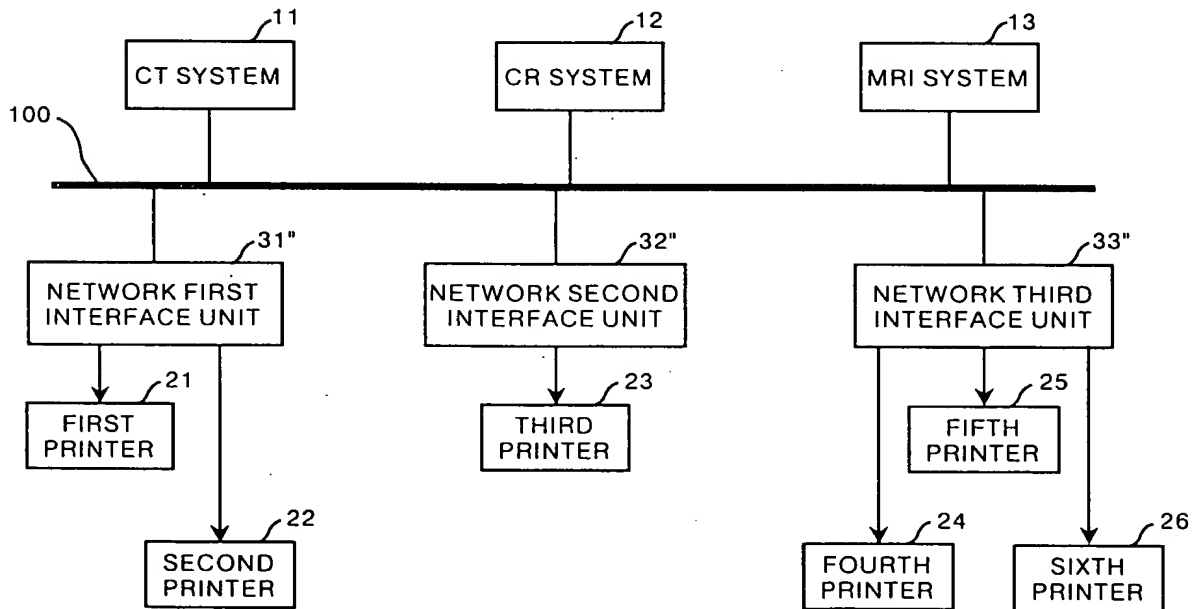 11
12
13
CT SYSTEM
CR SYSTEM
MRI SYSTEM
100
31"
32"
33"
NETWORK FIRST
INTERFACE UNIT
NETWORK SECOND
INTERFACE UNIT
NETWORK THIRD
INTERFACE UNIT
21
23
25
FIRST
PRINTER
THIRD
PRINTER
FIFTH
PRINTER
22
24
26
SECOND
PRINTER
FOURTH
PRINTER
SIXTH
PRINTER